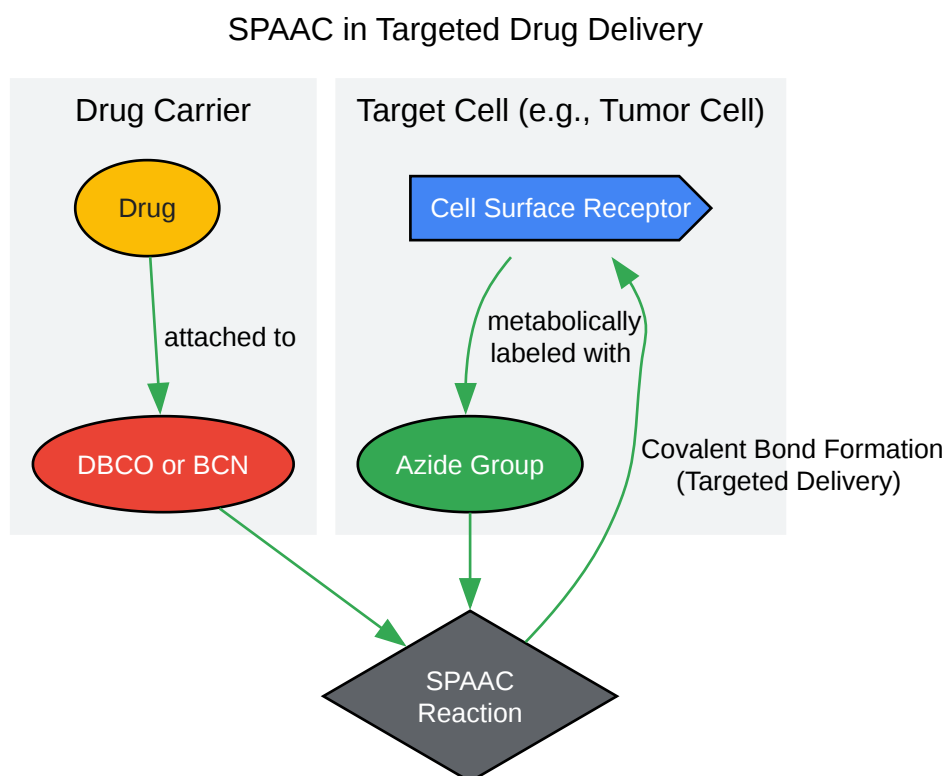 SPAAC in Targeted Drug Delivery
Drug Carrier
Target Cell (e.g., Tumor Cell)
Drug
Cell Surface Receptor
attached to
metabolically
labeled with
DBCO or BCN
Azide Group
Covalent Bond Formation
(Targeted Delivery)
SPAAC
Reaction